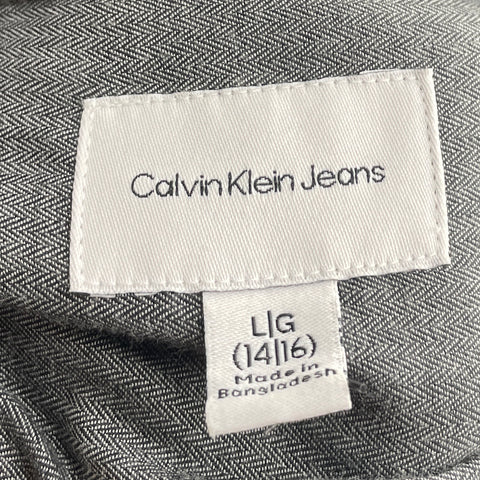 Calvin Klein Jeans
L|G
(14|16)
Made in
Bangladesh